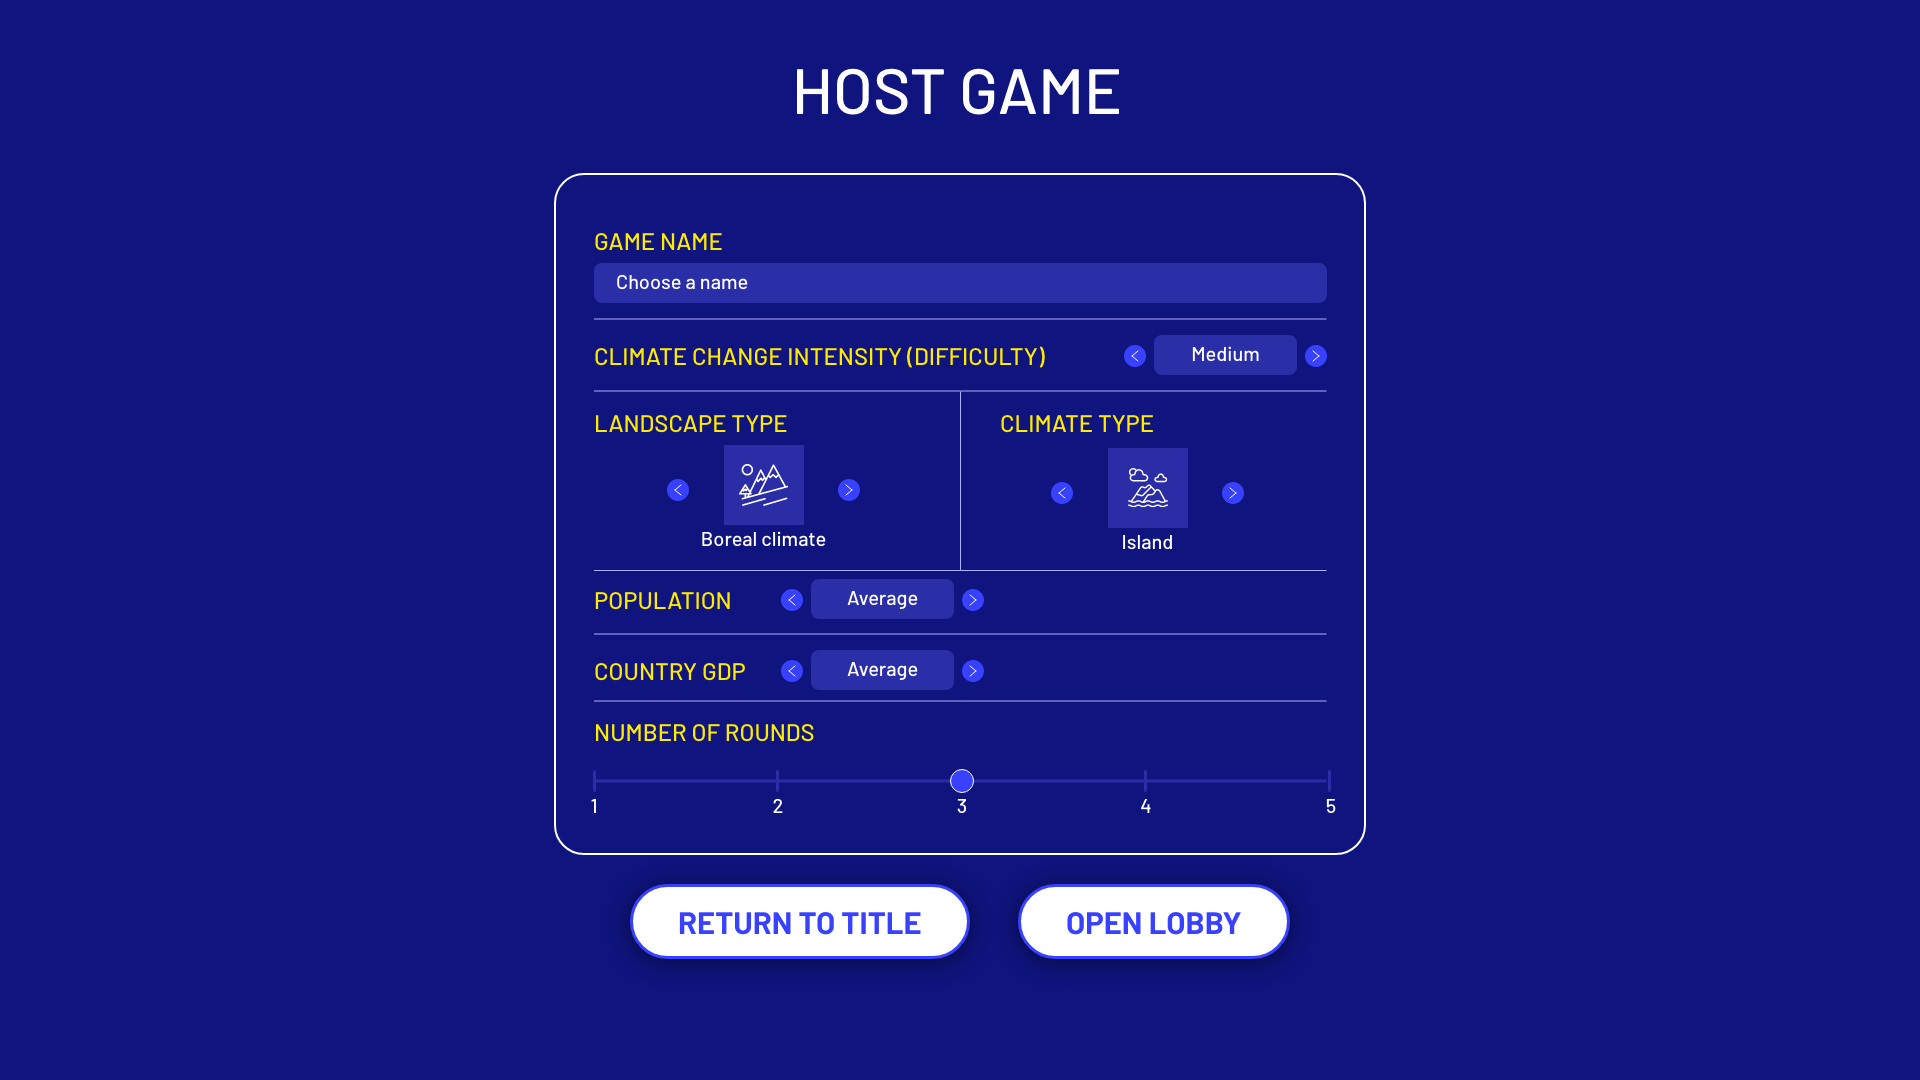 HOST GAME
GAME NAME
Choose a name
CLIMATE CHANGE INTENSITY (DIFFICULTY)
Medium
LANDSCAPE TYPE
Boreal climate
CLIMATE TYPE
Island
POPULATION
Average
COUNTRY GDP
Average
NUMBER OF ROUNDS
1 2 3 4 5
RETURN TO TITLE
OPEN LOBBY